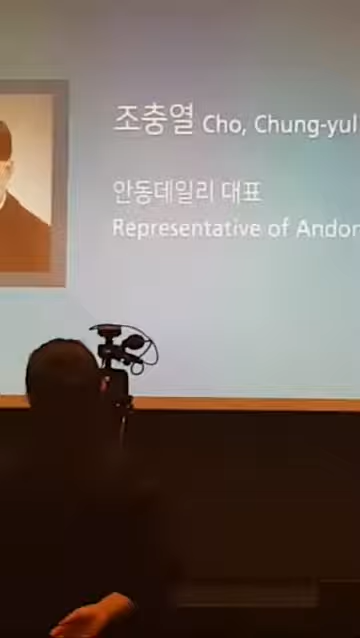 조충열 Cho, Chung-yul
안동데일리 대표
Representative of Andon